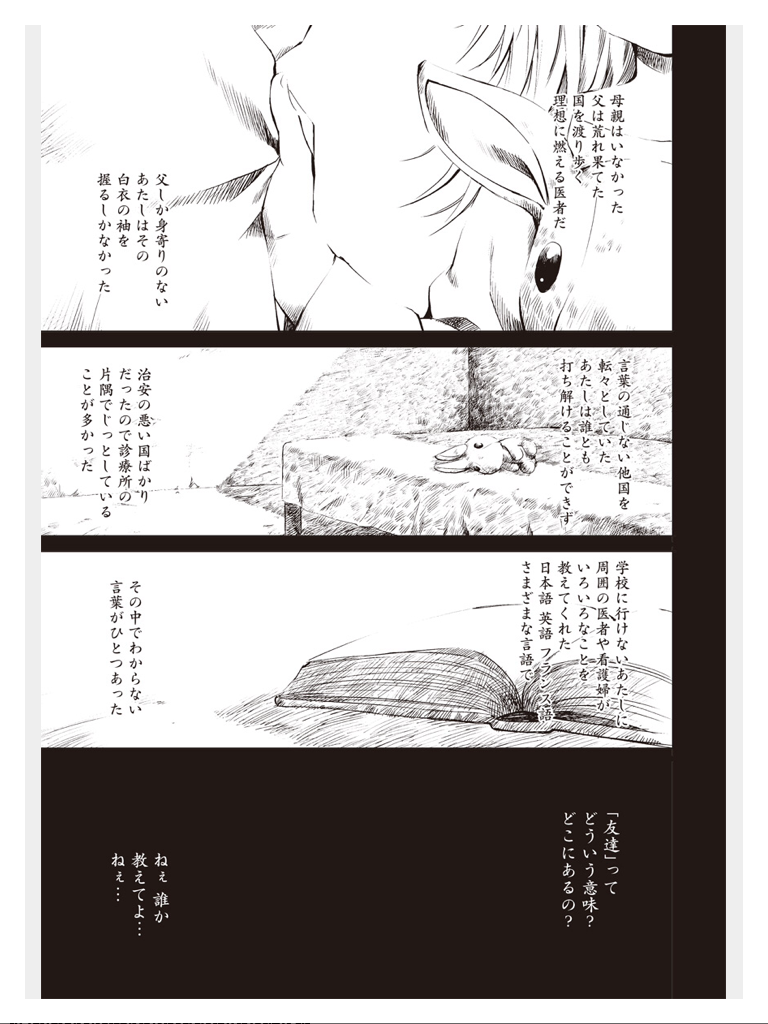 母親はいなかった
父は荒れ果てた
国を渡り歩く
理想に燃える医者だ
父しか身寄りのない
あたしはその
白衣の袖を
握るしかなかった
言葉の通じない他国を
転々としていた
あたしは誰とも
打ち解けることができず
治安の悪い国ばかり
だったので診療所の
片隅でじっとしている
ことが多かった
学校に行けないあたしに
周囲の医者や看護婦が
いろいろなことを
教えてくれた
日本語 英語 フランス語
さまざまな言語で
その中でわからない
言葉がひとつあった
「友達」って
どういう意味？
どこにあるの？
ねぇ 誰か
教えてよ…
ねぇ…